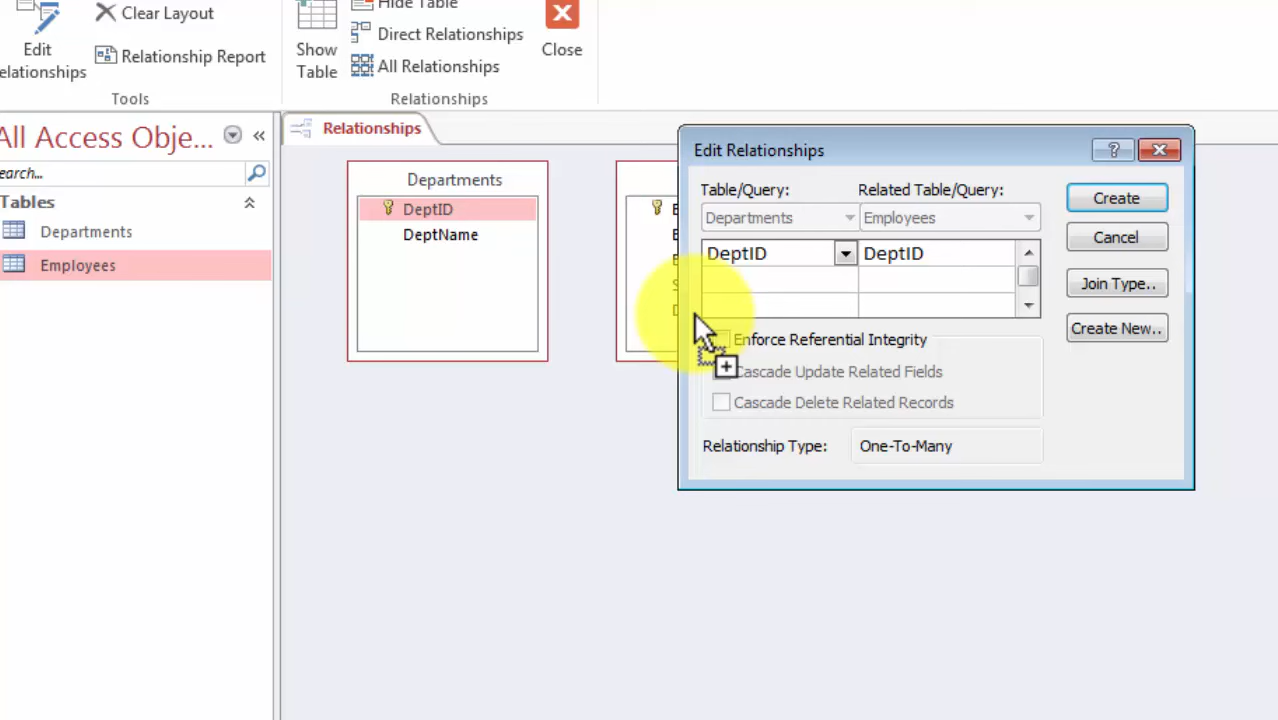 Hide Table
Clear Layout
Edit
elationships
Relationship Report
Show
Table
Direct Relationships
All Relationships
Close
Tools
Relationships
All Access Obje...
earch...
Tables
Departments
Employees
Relationships
Departments
DeptID
DeptName
Edit Relationships
Table/Query:
Related Table/Query:
Departments
Employees
DeptID
DeptID
Create
Cancel
Join Type..
Create New..
Enforce Referential Integrity
Cascade Update Related Fields
Cascade Delete Related Records
Relationship Type:
One-To-Many